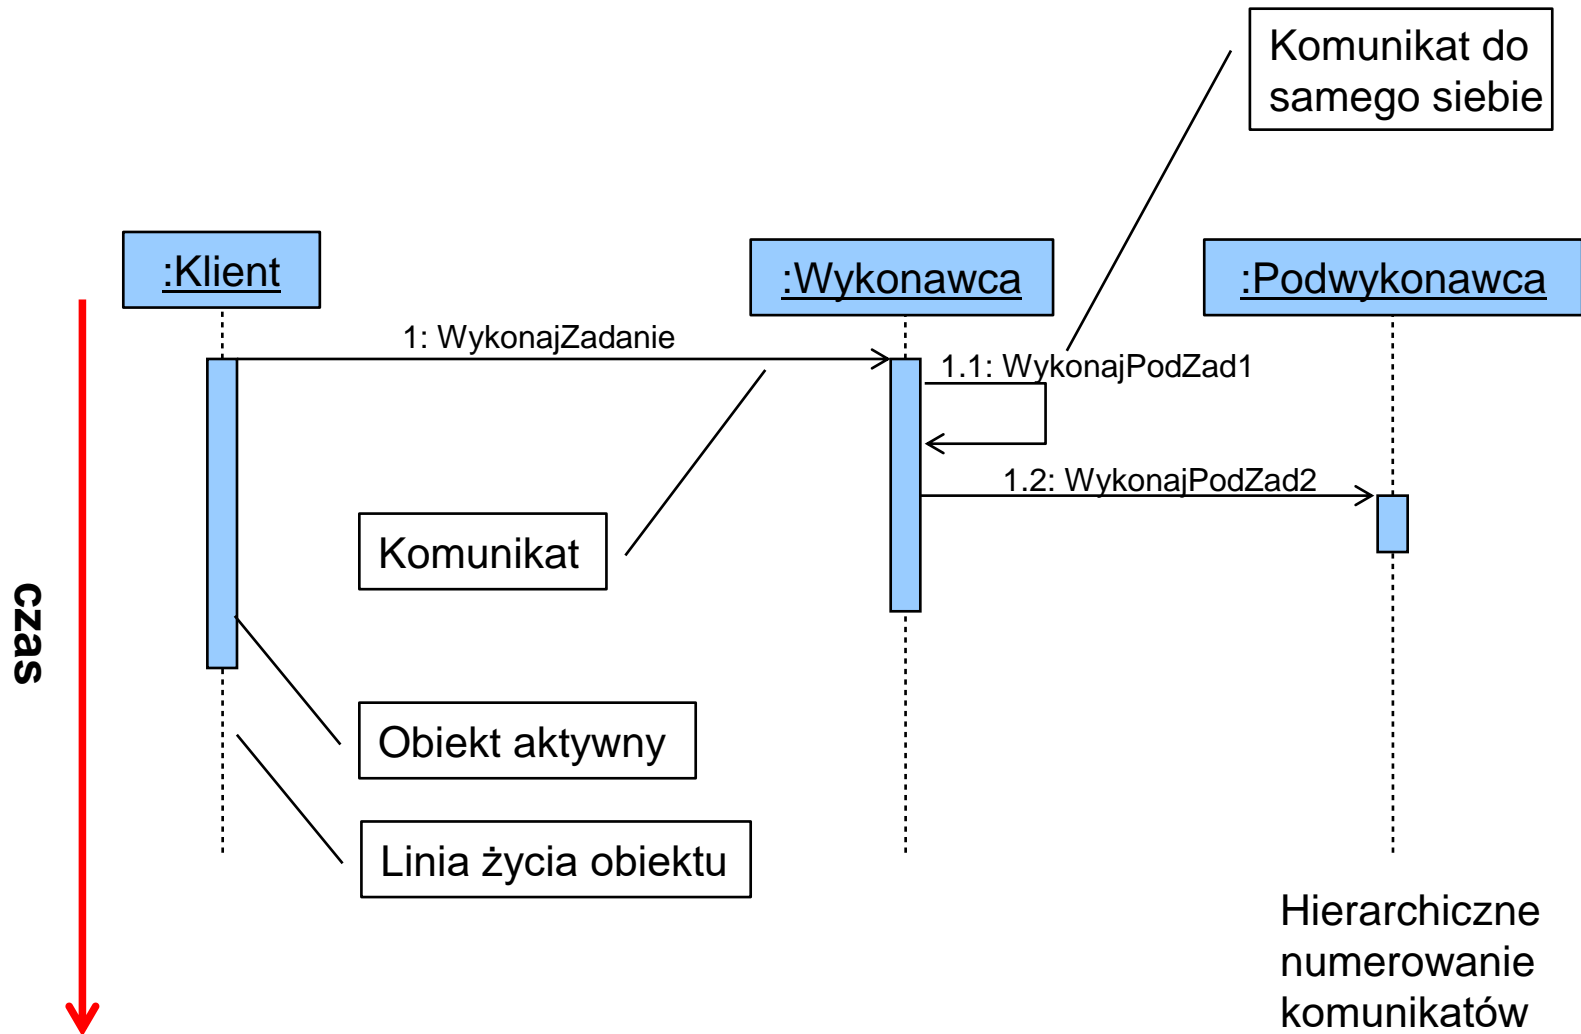 Komunikat do
samego siebie
:Klient
:Wykonawca
:Podwykonawca
1: WykonajZadanie
1.1: WykonajPodZad1
1.2: WykonajPodZad2
Komunikat
czas
Obiekt aktywny
Linia życia obiektu
Hierarchiczne
numerowanie
komunikatów